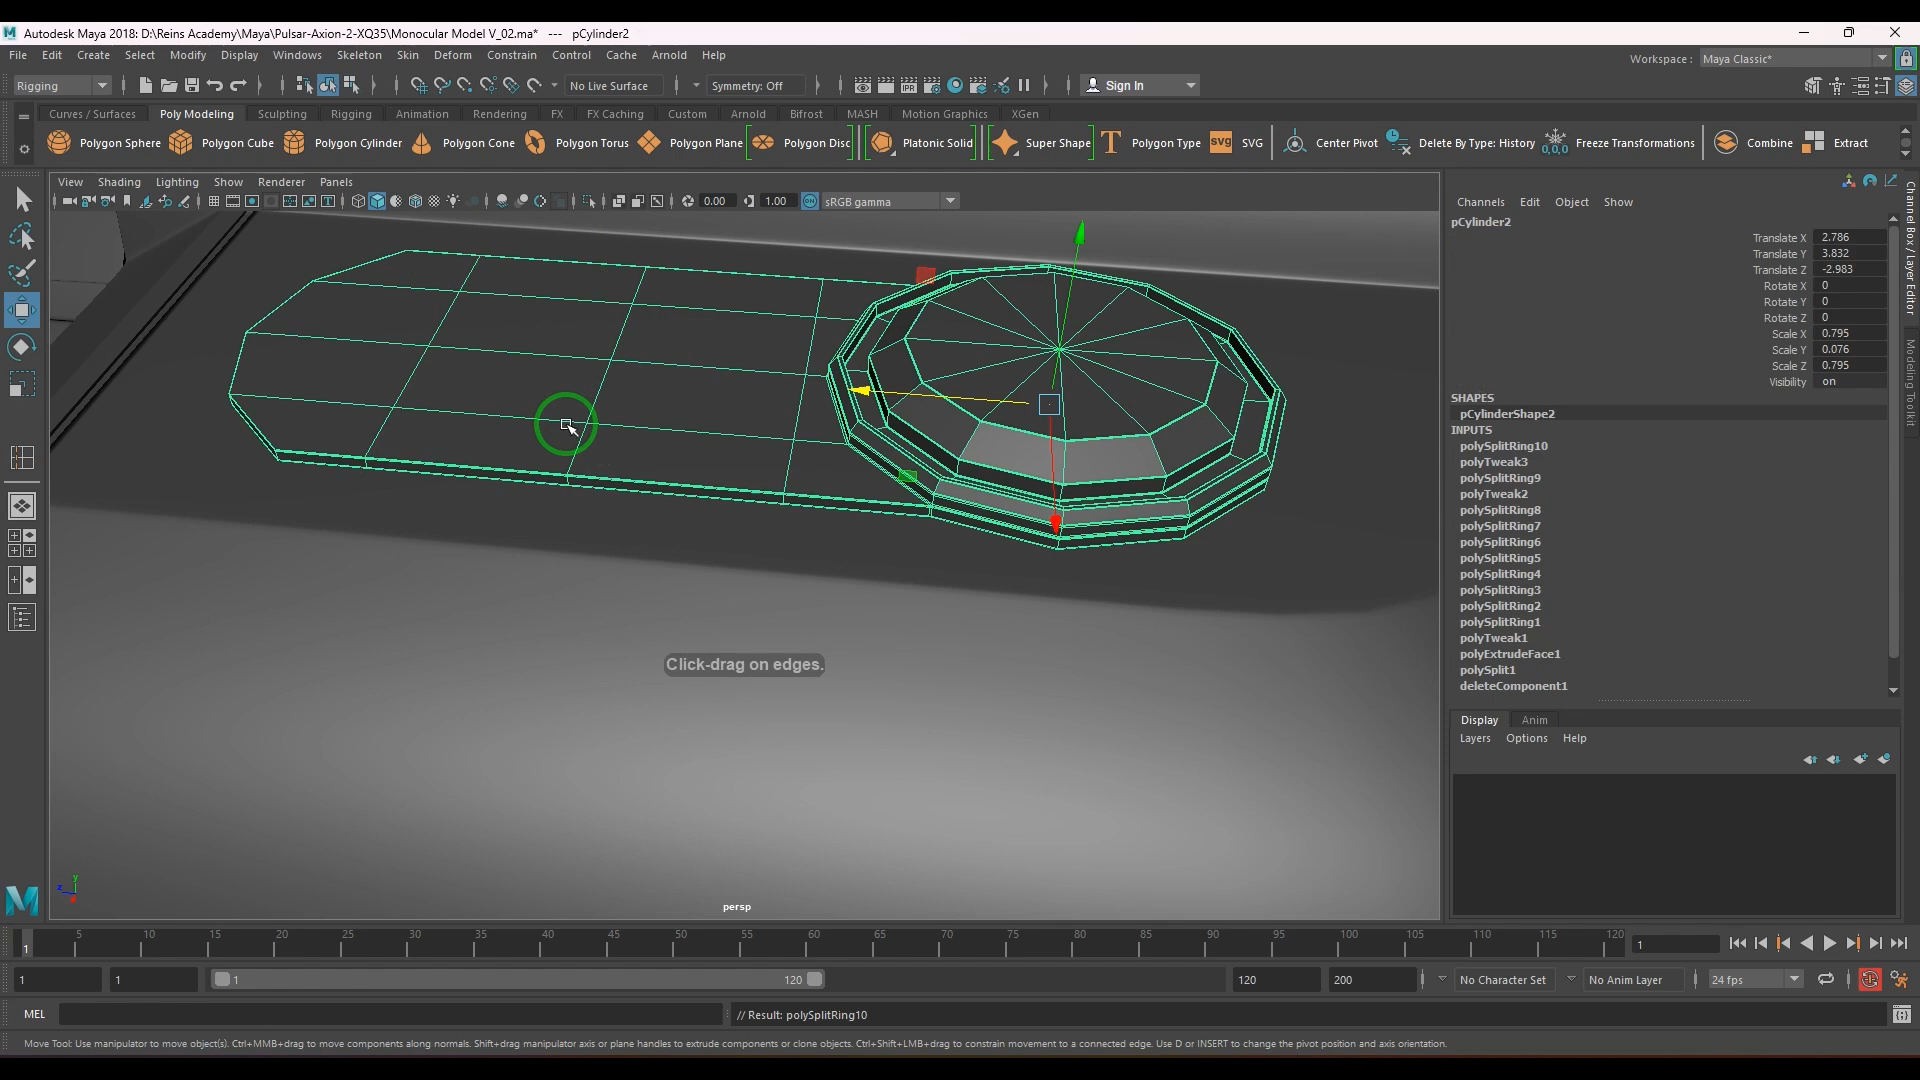 Autodesk Maya 2018: D:\Reins Academy\Maya\Pulsar-Axion-2-XQ35\Monocular Model V_02.ma* --- pCylinder2
File Edit Create Select Modify Display Windows Skeleton Skin Deform Constrain Control Cache Arnold Help
Workspace : Maya Classic*
Rigging No Live Surface Symmetry: Off Sign In
Curves / Surfaces Poly Modeling Sculpting Rigging Animation Rendering FX FX Caching Custom Arnold Bifrost MASH Motion Graphics XGen
Polygon Sphere Polygon Cube Polygon Cylinder Polygon Cone Polygon Torus Polygon Plane Polygon Disc Platonic Solid Super Shape Polygon Type SVG SVG Center Pivot Delete By Type: History 0,0,0 Freeze Transformations Combine Extract
View Shading Lighting Show Renderer Panels
0.00 1.00 ON sRGB gamma
Click-drag on edges.
y
z
persp
Channels Edit Object Show
pCylinder2
Translate X 2.786
Translate Y 3.832
Translate Z -2.983
Rotate X 0
Rotate Y 0
Rotate Z 0
Scale X 0.795
Scale Y 0.076
Scale Z 0.795
Visibility on
SHAPES
pCylinderShape2
INPUTS
polySplitRing10
polyTweak3
polySplitRing9
polyTweak2
polySplitRing8
polySplitRing7
polySplitRing6
polySplitRing5
polySplitRing4
polySplitRing3
polySplitRing2
polySplitRing1
polyTweak1
polyExtrudeFace1
polySplit1
deleteComponent1
Channel Box / Layer Editor
Modeling Toolkit
Display Anim
Layers Options Help
1 5 10 15 20 25 30 35 40 45 50 55 60 65 70 75 80 85 90 95 100 105 110 115 120 1
1 1 1 120 120 200 No Character Set No Anim Layer 24 fps
MEL // Result: polySplitRing10
Move Tool: Use manipulator to move object(s). Ctrl+MMB+drag to move components along normals. Shift+drag manipulator axis or plane handles to extrude components or clone objects. Ctrl+Shift+LMB+drag to constrain movement to a connected edge. Use D or INSERT to change the pivot position and axis orientation.